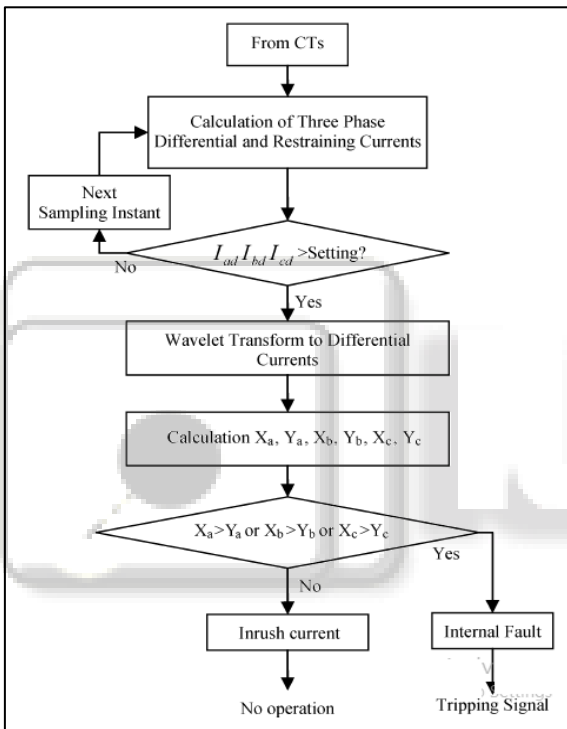 From CTs
Calculation of Three Phase
Differential and Restraining Currents
Next
Sampling Instant
I_ad I_bd I_cd >Setting?
No
Yes
Wavelet Transform to Differential
Currents
Calculation X_a, Y_a, X_b, Y_b, X_c, Y_c
X_a>Y_a or X_b>Y_b or X_c>Y_c
Yes
No
Inrush current
Internal Fault
No operation
Tripping Signal